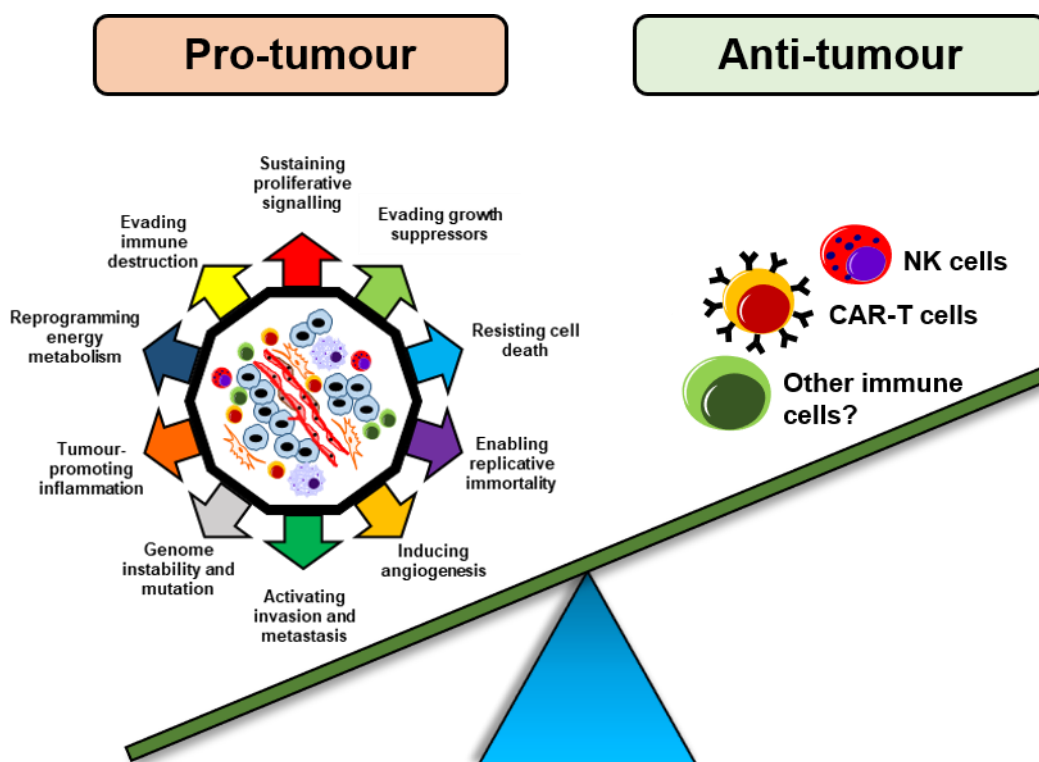 Pro-tumour
Anti-tumour
Sustaining
proliferative
signalling
Evading growth
suppressors
Evading
immune
destruction
Reprogramming
energy
metabolism
Resisting cell
death
Tumour-
promoting
inflammation
Enabling
replicative
immortality
Genome
instability and
mutation
Inducing
angiogenesis
Activating
invasion and
metastasis
NK cells
CAR-T cells
Other immune
cells?